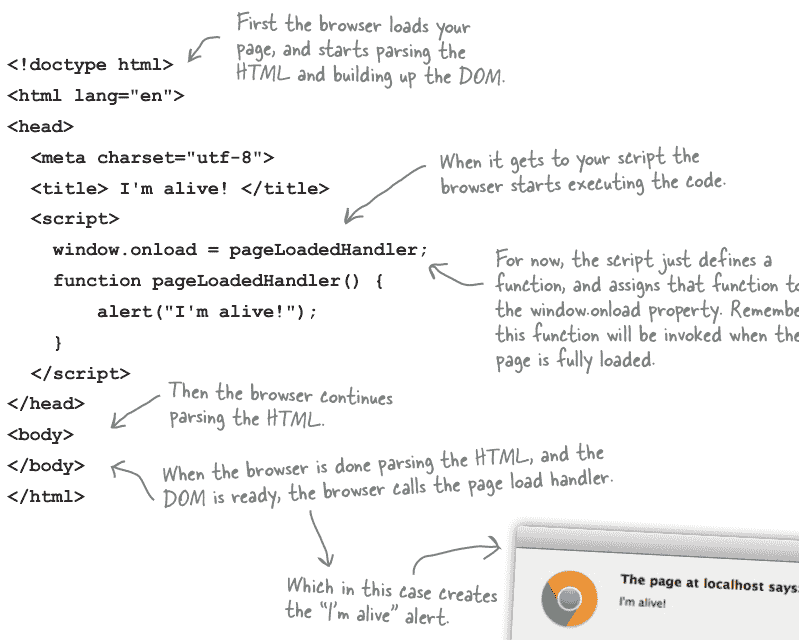 First the browser loads your
page, and starts parsing the
HTML and building up the DOM.
<!doctype html>
<html lang="en">
<head>
<meta charset="utf-8">
<title> I'm alive! </title>
<script>
window.onload = pageLoadedHandler;
function pageLoadedHandler() {
alert("I'm alive!");
}
</script>
</head>
<body>
</body>
</html>
When it gets to your script the
browser starts executing the code.
For now, the script just defines a
function, and assigns that function to
the window.onload property. Remembe
this function will be invoked when the
page is fully loaded.
Then the browser continues
parsing the HTML.
When the browser is done parsing the HTML, and the
DOM is ready, the browser calls the page load handler.
Which in this case creates
the "I'm alive" alert.
The page at localhost says:
I'm alive!